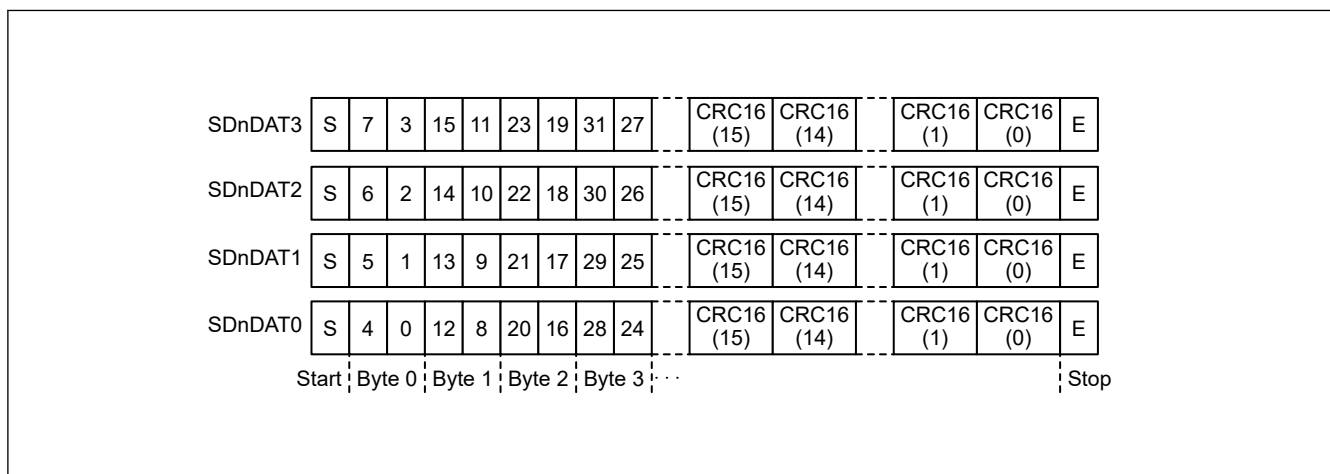 SDnDAT3 S 7 3 15 11 23 19 31 27 CRC16 (15) CRC16 (14) CRC16 (1) CRC16 (0) E
SDnDAT2 S 6 2 14 10 22 18 30 26 CRC16 (15) CRC16 (14) CRC16 (1) CRC16 (0) E
SDnDAT1 S 5 1 13 9 21 17 29 25 CRC16 (15) CRC16 (14) CRC16 (1) CRC16 (0) E
SDnDAT0 S 4 0 12 8 20 16 28 24 CRC16 (15) CRC16 (14) CRC16 (1) CRC16 (0) E
Start Byte 0 Byte 1 Byte 2 Byte 3 · · · Stop